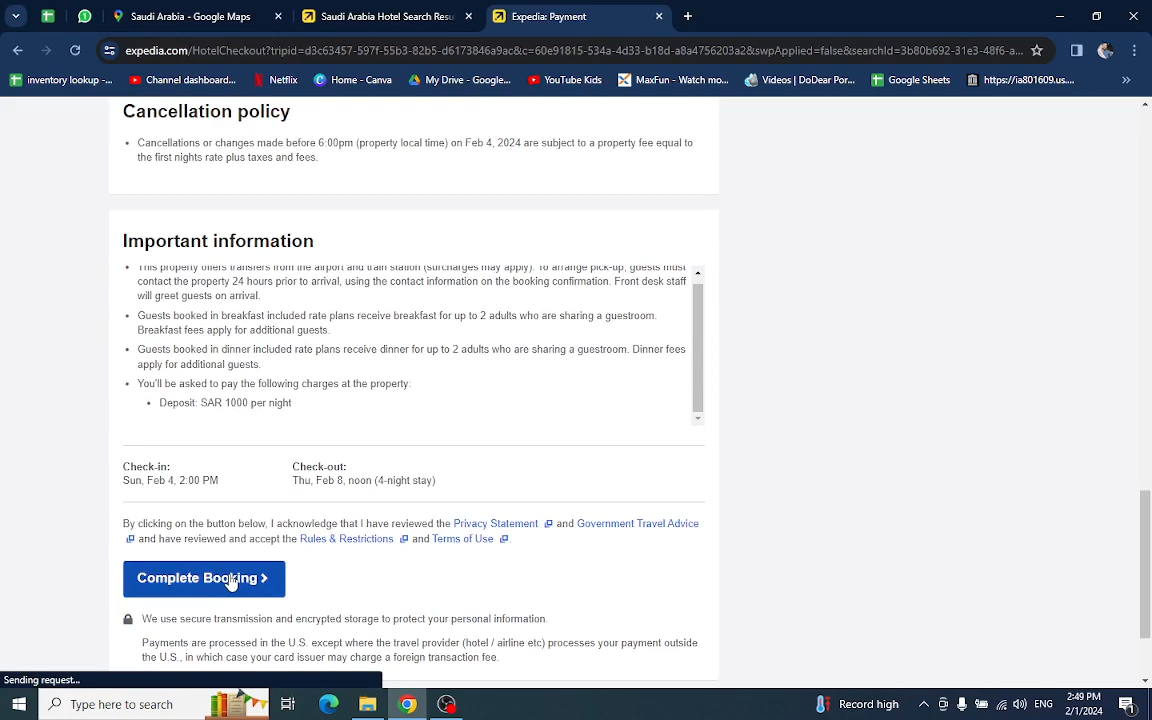 Saudi Arabia - Google Maps
Saudi Arabia Hotel Search Resu
Expedia: Payment
expedia.com/HotelCheckout?tripid=d3c63457-597f-55b3-82b5-d6173846a9ac&c=60e91815-534a-4d33-b18d-a8a4756203a2&swpApplied=false&searchId=3b80b692-31e3-48f6-a...
inventory lookup -...
Channel dashboard...
Netflix
Home - Canva
My Drive - Google...
YouTube Kids
MaxFun - Watch mo...
Videos | DoDear Por...
Google Sheets
https://ia801609.us....
Cancellation policy
Cancellations or changes made before 6:00pm (property local time) on Feb 4, 2024 are subject to a property fee equal to
the first nights rate plus taxes and fees.
Important information
This property offers transfers from the airport and train station (surcharges may apply). To arrange pick-up, guests must
contact the property 24 hours prior to arrival, using the contact information on the booking confirmation. Front desk staff
will greet guests on arrival.
Guests booked in breakfast included rate plans receive breakfast for up to 2 adults who are sharing a guestroom.
Breakfast fees apply for additional guests.
Guests booked in dinner included rate plans receive dinner for up to 2 adults who are sharing a guestroom. Dinner fees
apply for additional guests.
You'll be asked to pay the following charges at the property:
Deposit: SAR 1000 per night
Check-in:
Sun, Feb 4, 2:00 PM
Check-out:
Thu, Feb 8, noon (4-night stay)
By clicking on the button below, I acknowledge that I have reviewed the Privacy Statement and Government Travel Advice
and have reviewed and accept the Rules & Restrictions and Terms of Use.
Complete Booking
We use secure transmission and encrypted storage to protect your personal information.
Payments are processed in the U.S. except where the travel provider (hotel / airline etc) processes your payment outside
the U.S., in which case your card issuer may charge a foreign transaction fee.
Sending request...
Type here to search
Record high
ENG
2:49 PM
2/1/2024
1